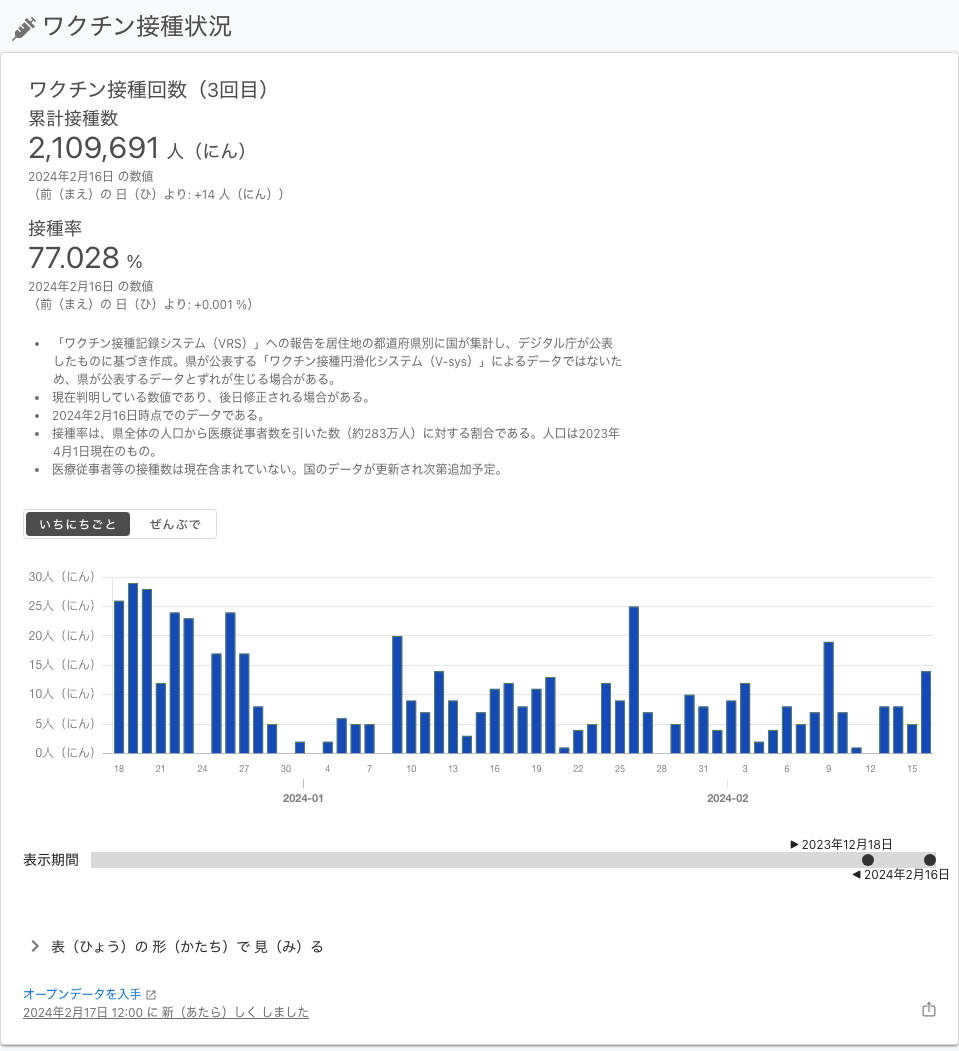 ワクチン接種状況
ワクチン接種回数（3回目）
累計接種数
2,109,691 人（にん）
2024年2月16日 の数値
（前（まえ）の 日（ひ）より: +14 人（にん））
接種率
77.028 %
2024年2月16日 の数値
（前（まえ）の 日（ひ）より: +0.001 %）
• 「ワクチン接種記録システム（VRS）」への報告を居住地の都道府県別に国が集計し、デジタル庁が公表
したものに基づき作成。県が公表する「ワクチン接種円滑化システム（V-sys）」によるデータではないた
め、県が公表するデータとずれが生じる場合がある。
• 現在判明している数値であり、後日修正される場合がある。
• 2024年2月16日時点でのデータである。
• 接種率は、県全体の人口から医療従事者数を引いた数（約283万人）に対する割合である。人口は2023年
4月1日現在のもの。
• 医療従事者等の接種数は現在含まれていない。国のデータが更新され次第追加予定。
いちにちごと ぜんぶで
30人（にん）
25人（にん）
20人（にん）
15人（にん）
10人（にん）
5人（にん）
0人（にん）
18 21 24 27 30 4 7 10 13 16 19 22 25 28 31 3 6 9 12 15
2024-01 2024-02
2023年12月18日
表示期間
2024年2月16日
表（ひょう）の 形（かたち）で 見（み）る
オープンデータを入手
2024年2月17日 12:00 に 新（あたら）しく しました